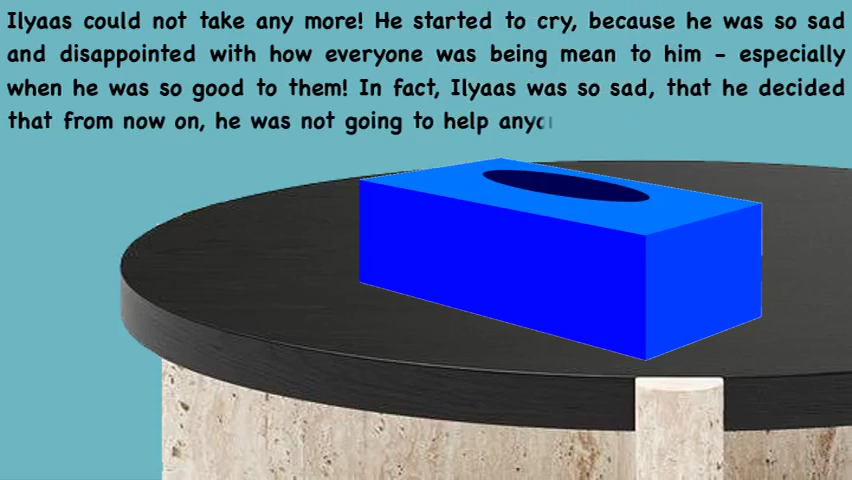 Ilyaas could not take any more! He started to cry, because he was so sad
and disappointed with how everyone was being mean to him - especially
when he was so good to them! In fact, Ilyaas was so sad, that he decided
that from now on, he was not going to help